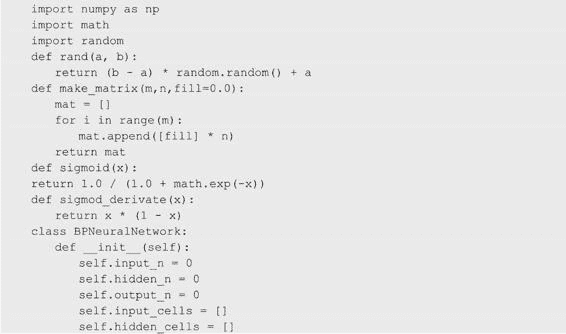 import numpy as np
import math
import random
def rand(a, b):
    return (b - a) * random.random() + a
def make_matrix(m,n,fill=0.0):
    mat = []
    for i in range(m):
        mat.append([fill] * n)
    return mat
def sigmoid(x):
return 1.0 / (1.0 + math.exp(-x))
def sigmod_derivate(x):
    return x * (1 - x)
class BPNeuralNetwork:
    def __init__(self):
        self.input_n = 0
        self.hidden_n = 0
        self.output_n = 0
        self.input_cells = []
        self.hidden_cells = []